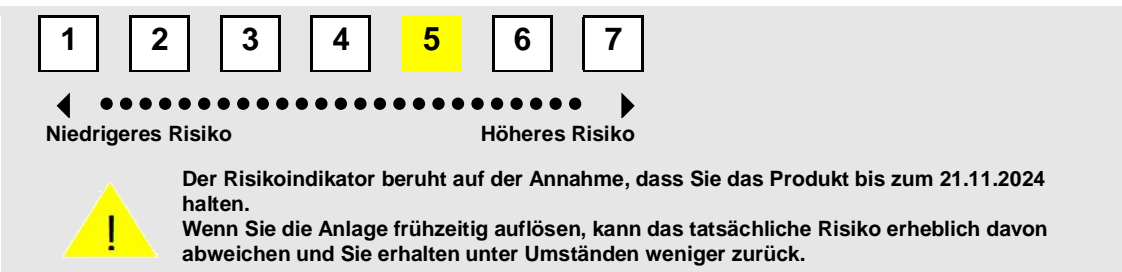 1 2 3 4 5 6 7
Niedrigeres Risiko Höheres Risiko
! Der Risikoindikator beruht auf der Annahme, dass Sie das Produkt bis zum 21.11.2024
halten.
Wenn Sie die Anlage frühzeitig auflösen, kann das tatsächliche Risiko erheblich davon
abweichen und Sie erhalten unter Umständen weniger zurück.